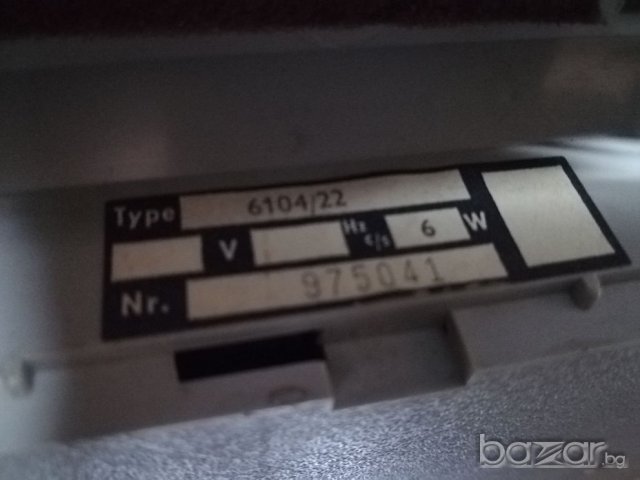 Type 6104/22
V Hz c/s 6 W
Nr. 975041
bazar.bg